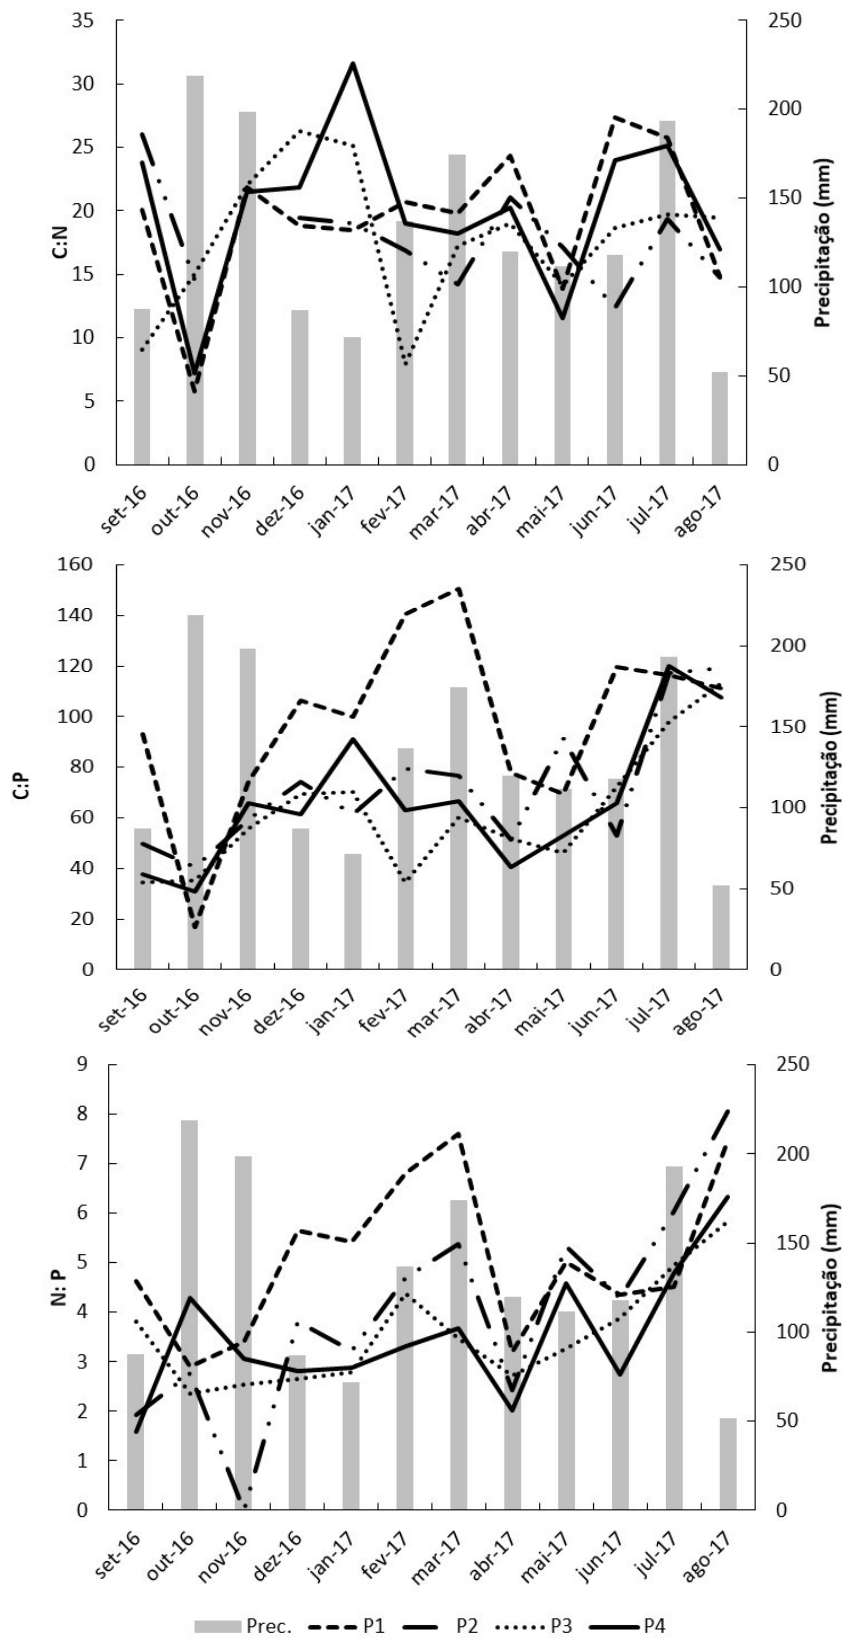 35
30
25
20
15
10
5
0
C:N
250
200
150
100
50
0
Precipitação (mm)
set-16
out-16
nov-16
dez-16
jan-17
fev-17
mar-17
abr-17
mai-17
jun-17
jul-17
ago-17
160
140
120
100
80
60
40
20
0
C:P
250
200
150
100
50
0
Precipitação (mm)
set-16
out-16
nov-16
dez-16
jan-17
fev-17
mar-17
abr-17
mai-17
jun-17
jul-17
ago-17
9
8
7
6
5
4
3
2
1
0
N: P
250
200
150
100
50
0
Precipitação (mm)
set-16
out-16
nov-16
dez-16
jan-17
fev-17
mar-17
abr-17
mai-17
jun-17
jul-17
ago-17
Prec. P1 P2 P3 P4